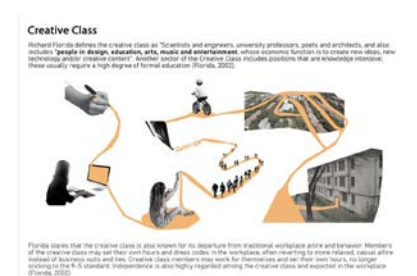 Creative Class
Richard Florida defines the creative class as "Scientists and engineers, university professors, poets and architects, and also
includes "people in design, education, arts, music and entertainment, whose economic function is to create new ideas, new
technology and/or creative content". Another sector of the Creative Class includes positions that are knowledge intensive,
these usually require a high degree of formal education (Florida, 2002).
Florida states that the creative class is also known for its departure from traditional workplace attire and behavior. Members
of the creative class may set their own hours and dress codes in the workplace, often reverting to more relaxed, casual attire
instead of business suits and ties. Creative class members may work for themselves and set their own hours, no longer
sticking to the 9-5 standard. Independence is also highly regarded among the creative class and expected in the workplace
(Florida, 2002)